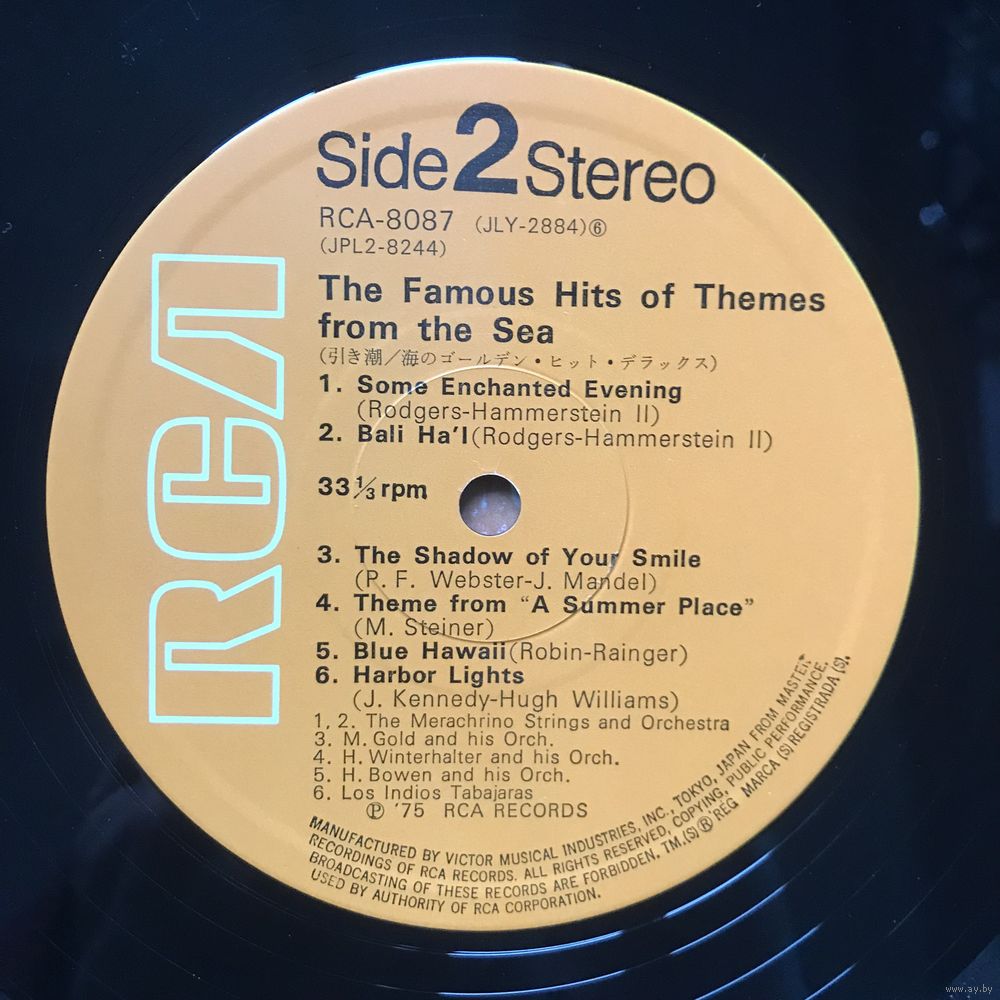 Side 2 Stereo
RCA-8087 (JLY-2884)⑥
(JPL2-8244)
The Famous Hits of Themes
from the Sea
(引き潮/海のゴールデン・ヒット・デラックス)
1. Some Enchanted Evening
(Rodgers-Hammerstein II)
2. Bali Ha'I (Rodgers-Hammerstein II)
33⅓ rpm
3. The Shadow of Your Smile
(P. F. Webster-J. Mandel)
4. Theme from “A Summer Place”
(M. Steiner)
5. Blue Hawaii (Robin-Rainger)
6. Harbor Lights
(J. Kennedy-Hugh Williams)
1, 2. The Merachrino Strings and Orchestra
3. M. Gold and his Orch.
4. H. Winterhalter and his Orch.
5. H. Bowen and his Orch.
6. Los Indios Tabajaras
Ⓟ '75 RCA RECORDS
MANUFACTURED BY VICTOR MUSICAL INDUSTRIES, INC., TOKYO, JAPAN FROM MASTER
RECORDINGS OF RCA RECORDS. ALL RIGHTS RESERVED, COPYING, PUBLIC PERFORMANCE,
BROADCASTING OF THESE RECORDS ARE FORBIDDEN. TM.(S) ® REG MARCA (S) REGISTRADA (S).
USED BY AUTHORITY OF RCA CORPORATION.
RCA
www.ay.by